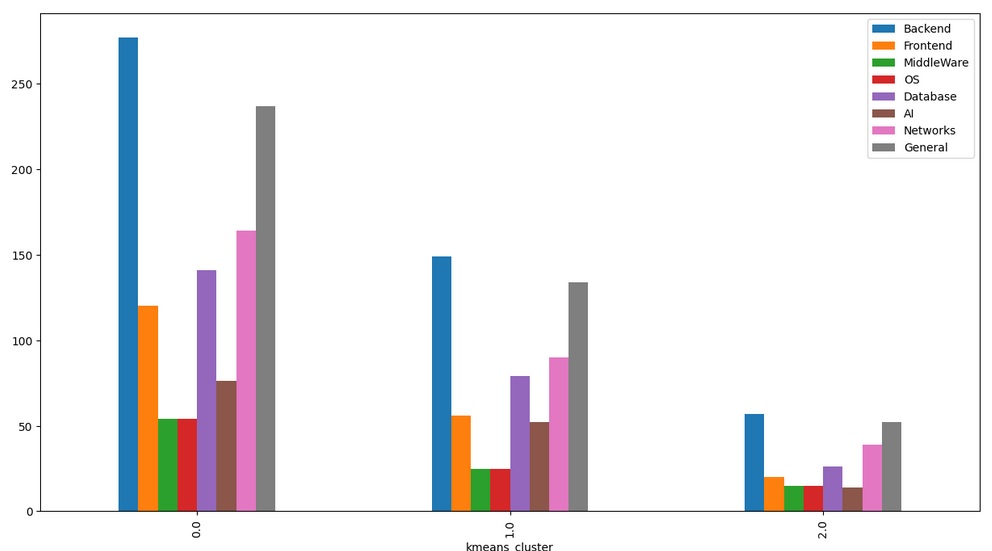 250
200
150
100
50
0
0.0
1.0
2.0
kmeans_cluster
Backend
Frontend
MiddleWare
OS
Database
AI
Networks
General